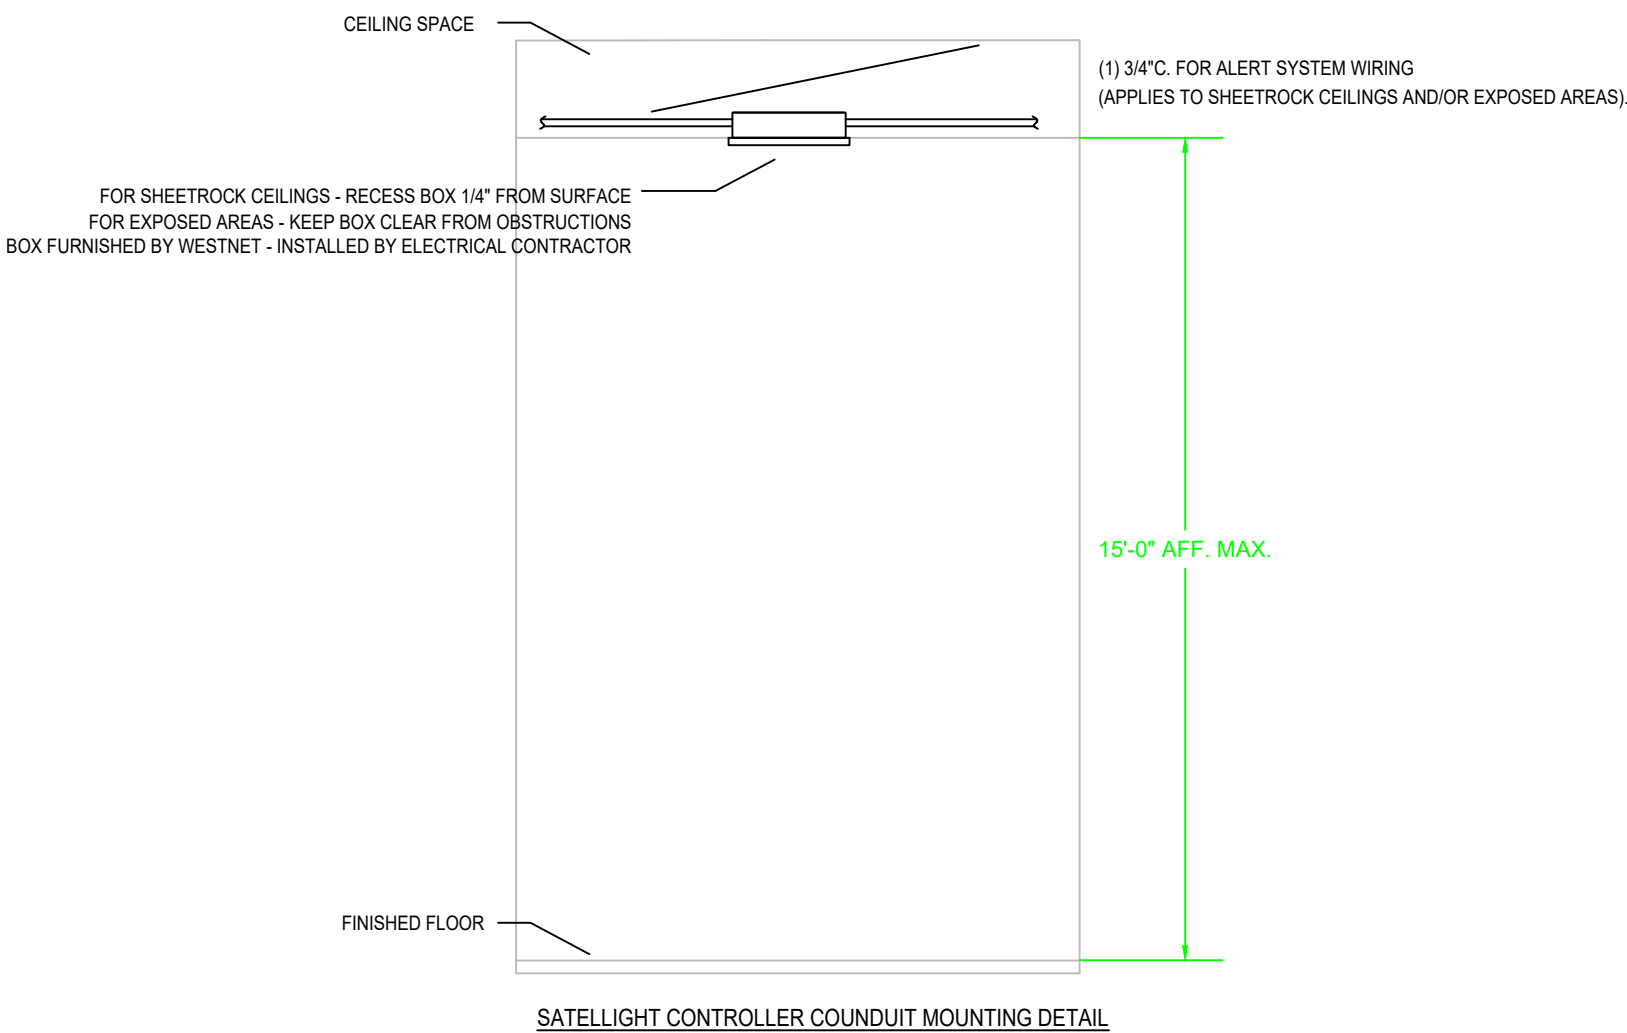 CEILING SPACE
(1) 3/4"C. FOR ALERT SYSTEM WIRING
(APPLIES TO SHEETROCK CEILINGS AND/OR EXPOSED AREAS).
FOR SHEETROCK CEILINGS - RECESS BOX 1/4" FROM SURFACE
FOR EXPOSED AREAS - KEEP BOX CLEAR FROM OBSTRUCTIONS
BOX FURNISHED BY WESTNET - INSTALLED BY ELECTRICAL CONTRACTOR
15'-0" AFF. MAX.
FINISHED FLOOR
SATELLIGHT CONTROLLER COUNDUIT MOUNTING DETAIL